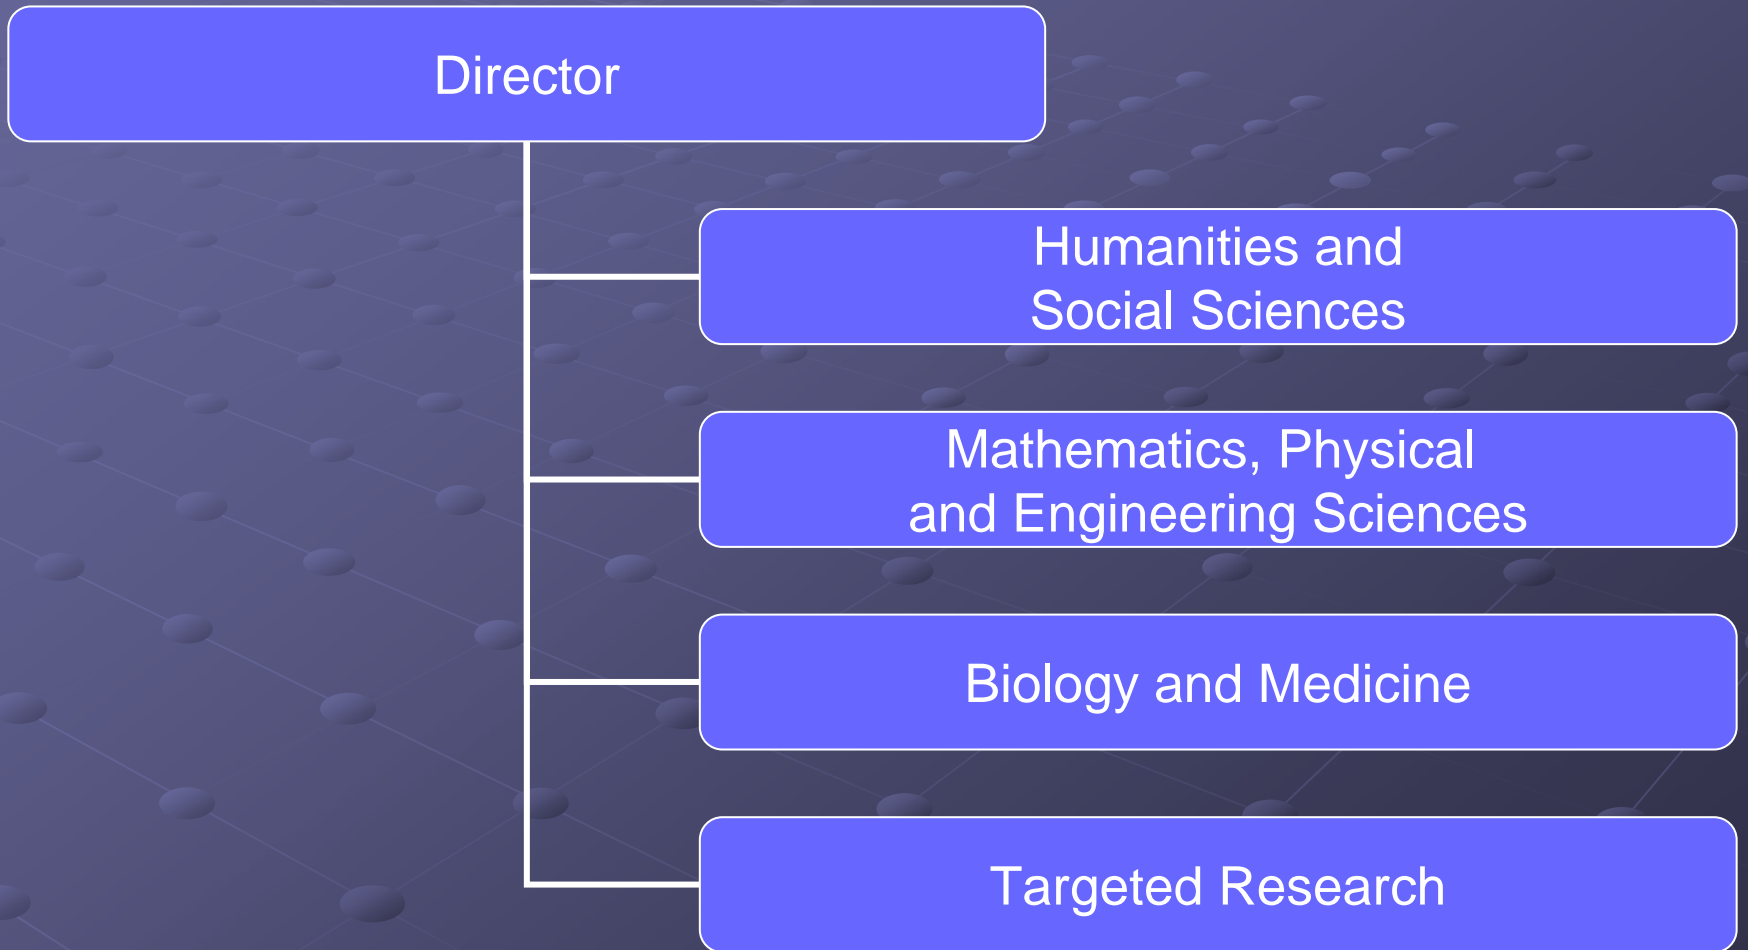 Director
Humanities and
Social Sciences
Mathematics, Physical
and Engineering Sciences
Biology and Medicine
Targeted Research